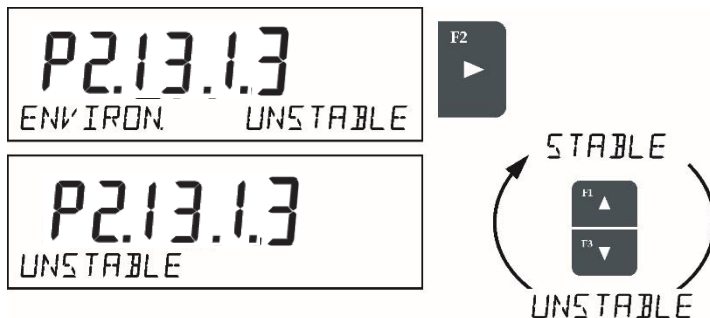 P2.13.1.3
ENVIRON. UNSTABLE
F2
P2.13.1.3
UNSTABLE
STABLE
F1
F3
UNSTABLE